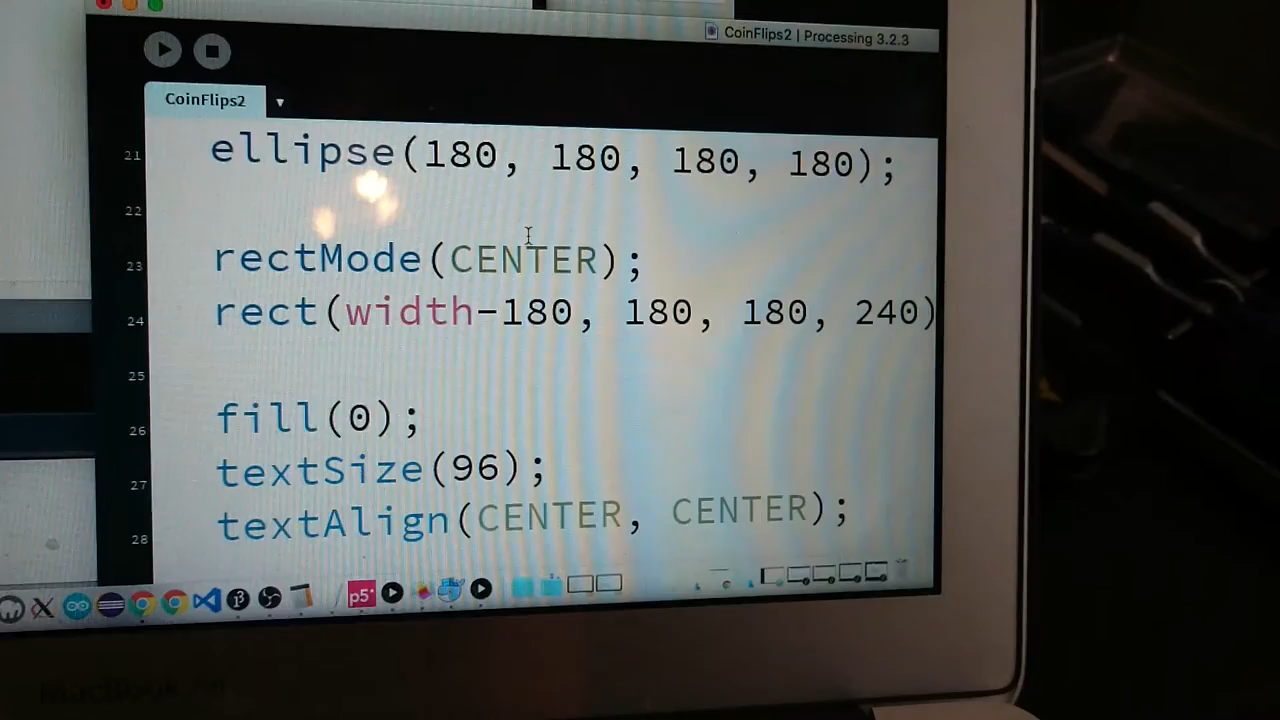 CoinFlips2 | Processing 3.2.3
CoinFlips2
21 ellipse(180, 180, 180, 180);
22
23 rectMode(CENTER);
24 rect(width-180, 180, 180, 240)
25
26 fill(0);
27 textSize(96);
28 textAlign(CENTER, CENTER);
p5*
MacBook